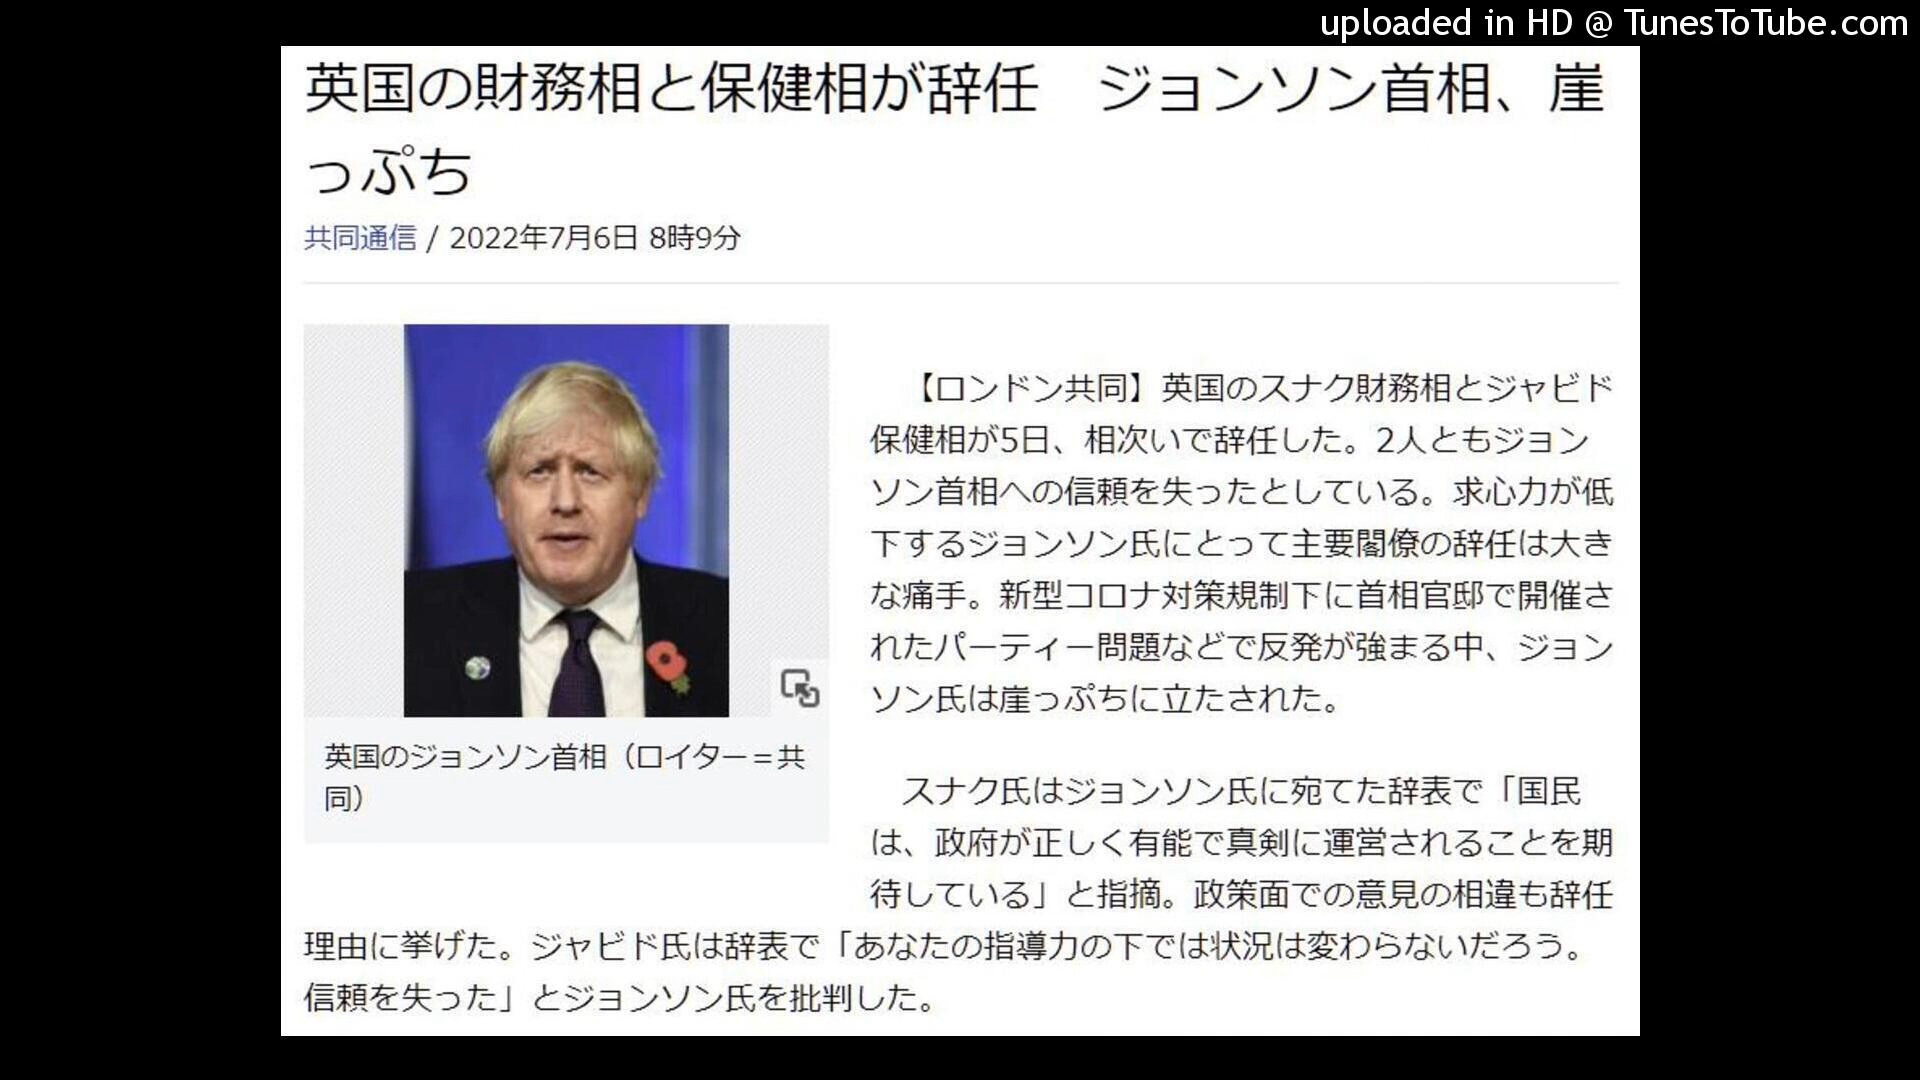 uploaded in HD @ TunesToTube.com
英国の財務相と保健相が辞任　ジョンソン首相、崖
っぷち
共同通信 / 2022年7月6日 8時9分
英国のジョンソン首相（ロイター＝共
同）
【ロンドン共同】英国のスナク財務相とジャビド
保健相が5日、相次いで辞任した。2人ともジョン
ソン首相への信頼を失ったとしている。求心力が低
下するジョンソン氏にとって主要閣僚の辞任は大き
な痛手。新型コロナ対策規制下に首相官邸で開催さ
れたパーティー問題などで反発が強まる中、ジョン
ソン氏は崖っぷちに立たされた。
スナク氏はジョンソン氏に宛てた辞表で「国民
は、政府が正しく有能で真剣に運営されることを期
待している」と指摘。政策面での意見の相違も辞任
理由に挙げた。ジャビド氏は辞表で「あなたの指導力の下では状況は変わらないだろう。
信頼を失った」とジョンソン氏を批判した。